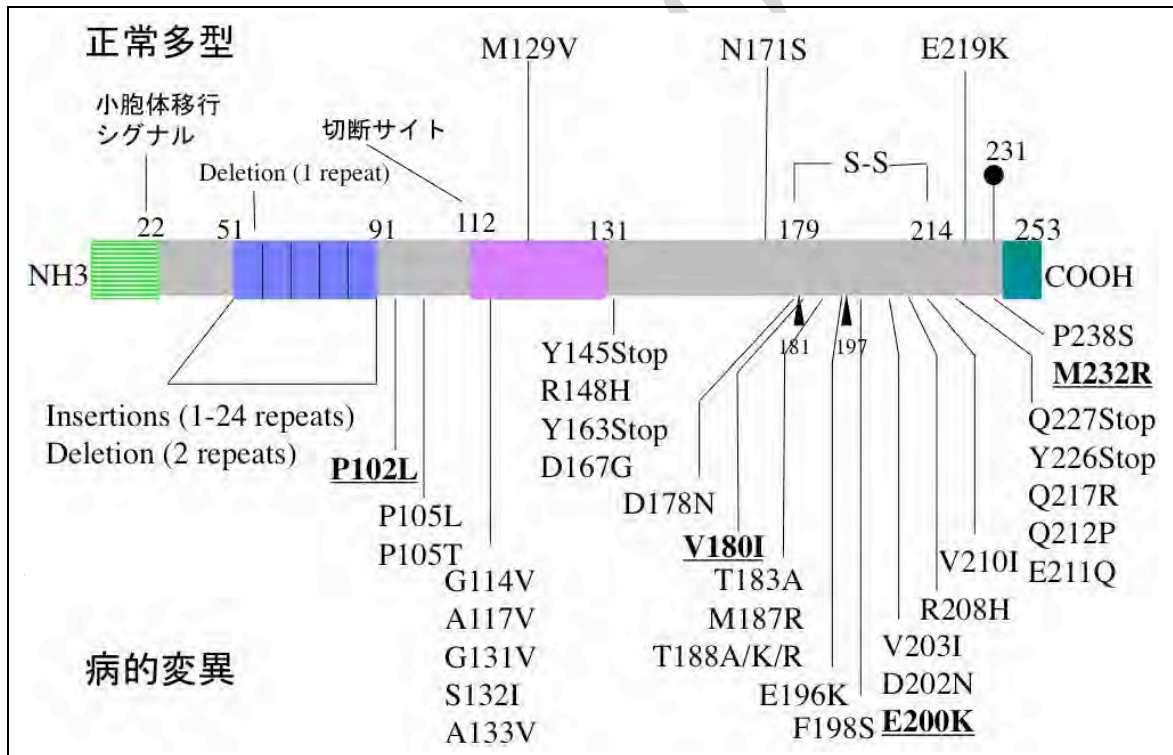 正常多型
M129V
N171S
E219K
小胞体移行
シグナル
切断サイト
Deletion (1 repeat)
S-S
231
22
51
91
112
131
179
214
253
NH3
COOH
181
197
Insertions (1-24 repeats)
Deletion (2 repeats)
P102L
P105L
P105T
G114V
A117V
G131V
S132I
A133V
Y145Stop
R148H
Y163Stop
D167G
D178N
V180I
T183A
M187R
T188A/K/R
E196K
F198S
E200K
D202N
V203I
R208H
V210I
P238S
M232R
Q227Stop
Y226Stop
Q217R
Q212P
E211Q
病的変異